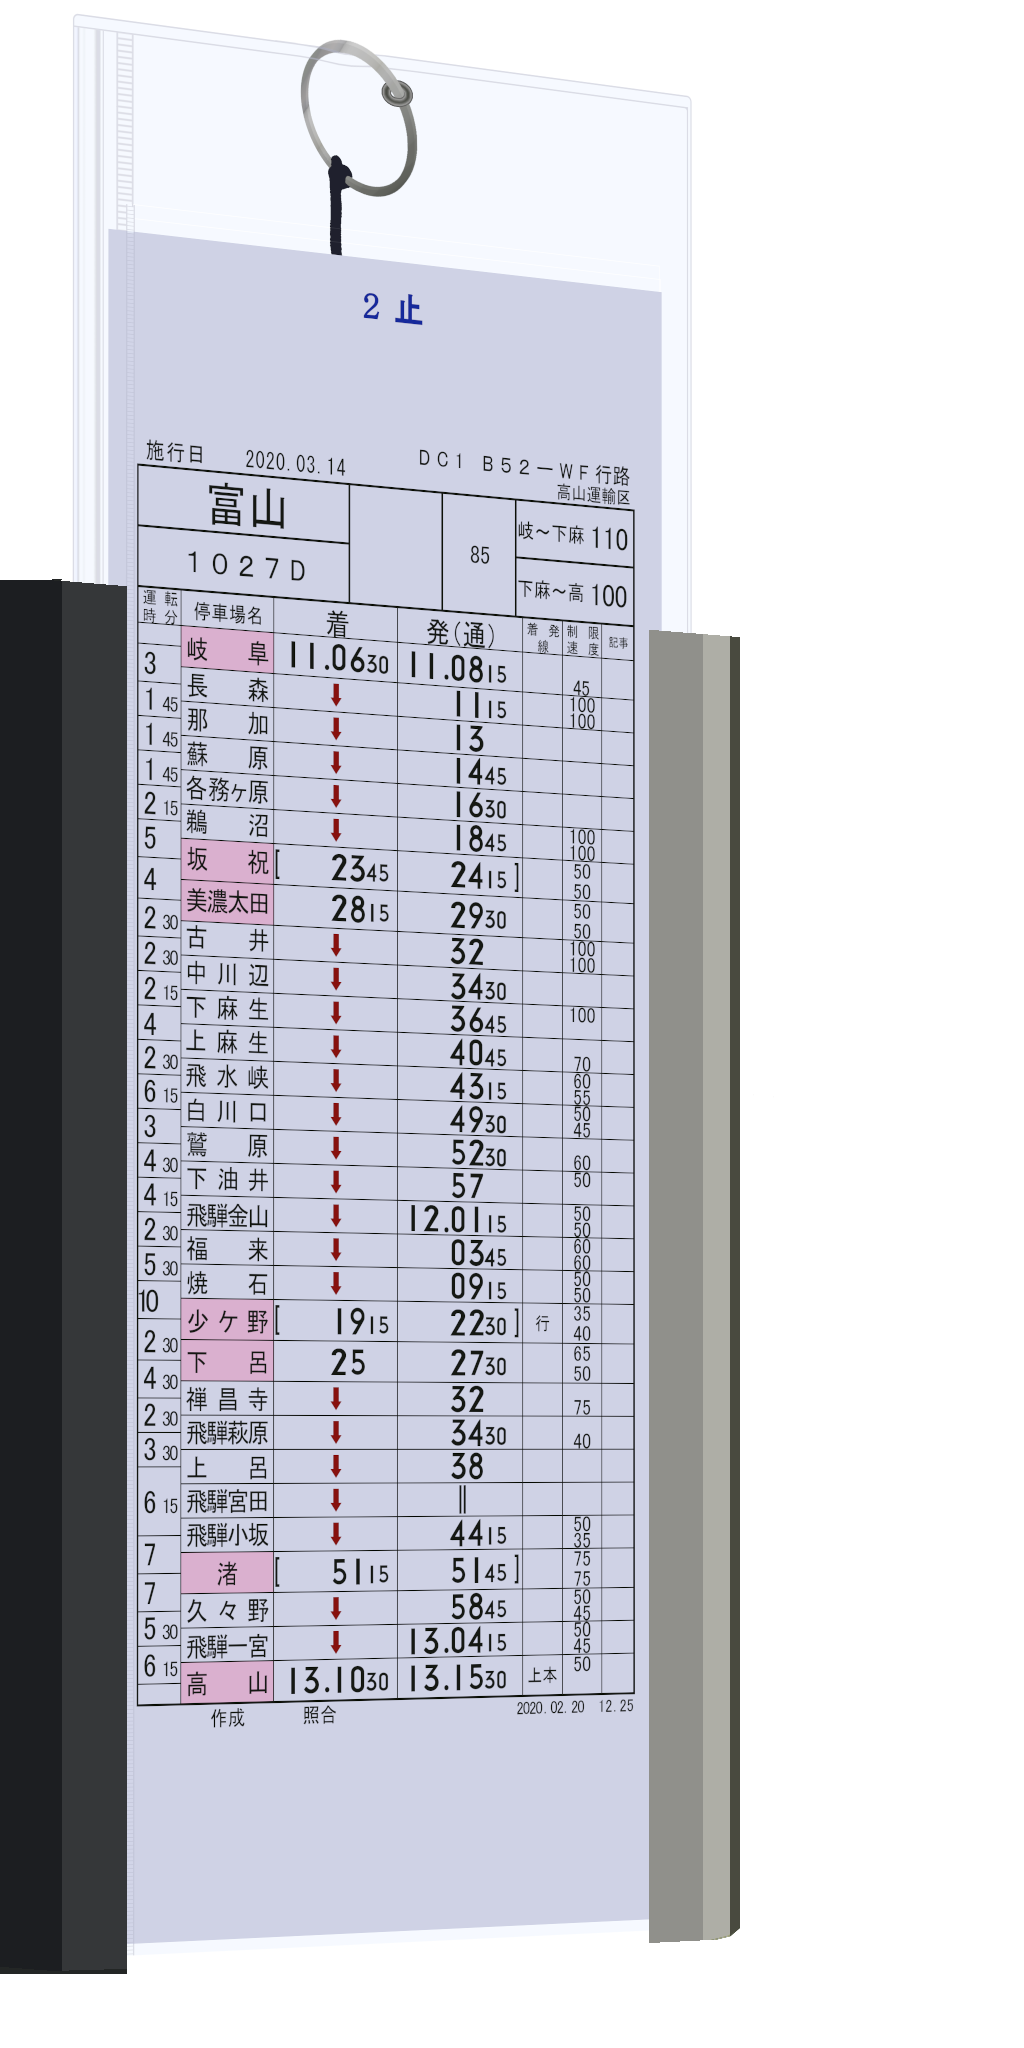 2 止
施行日 2020.03.14 DC1 B52－WF行路
高山運輸区
富山 85 岐～下麻 110
1027D 下麻～高 100
運転時分 停車場名 着 発(通) 着発線 制限速度 記事
岐阜 11.06 30 11.08 15
3 45
長森 ↓ 11 15 100
1 45 100
那加 ↓ 13
1 45
蘇原 ↓ 14 45
1 45
各務ヶ原 ↓ 16 30
2 15
鵜沼 ↓ 18 45 100
5 100
坂祝 [ 23 45 24 15 ] 50
4 50
美濃太田 28 15 29 30 50
2 30 50
古井 ↓ 32 100
2 30 100
中川辺 ↓ 34 30
2 15
下麻生 ↓ 36 45 100
4
上麻生 ↓ 40 45 70
2 30
飛水峡 ↓ 43 15 60
6 15 55
白川口 ↓ 49 30 50
3 45
鷲原 ↓ 52 30 60
4 30
下油井 ↓ 57 50
4 15
飛騨金山 ↓ 12.01 15 50
2 30 50
福来 ↓ 03 45 60
5 30 60
焼石 ↓ 09 15 50
10 50
少ケ野 [ 19 15 22 30 ] 行 35
2 30 40
下呂 25 27 30 65
4 30 50
禅昌寺 ↓ 32 75
2 30
飛騨萩原 ↓ 34 30 40
3 30
上呂 ↓ 38
6 15
飛騨宮田 ↓ ||
飛騨小坂 ↓ 44 15 50
7 35
渚 [ 51 15 51 45 ] 75
7 75
久々野 ↓ 58 45 50
5 30 45
飛騨一宮 ↓ 13.04 15 50
6 15 45
高山 13.10 30 13.15 30 上本 50
作成 照合 2020.02.20 12.25